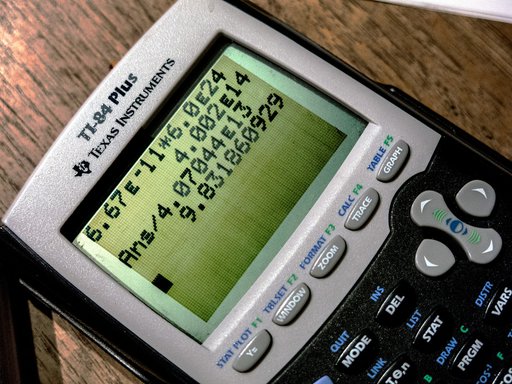 TI-84 Plus
TEXAS INSTRUMENTS
6.67E-11*6.0E24
4.002E14
Ans/4.07044E13
9.831860929
STAT PLOT F1
TBLSET F2
FORMAT F3
CALC F4
TABLE F5
Y=
WINDOW
ZOOM
TRACE
GRAPH
QUIT
INS
MODE
DEL
LINK
LIST
STAT
DRAW C
PRGM
DISTR
VARS
B